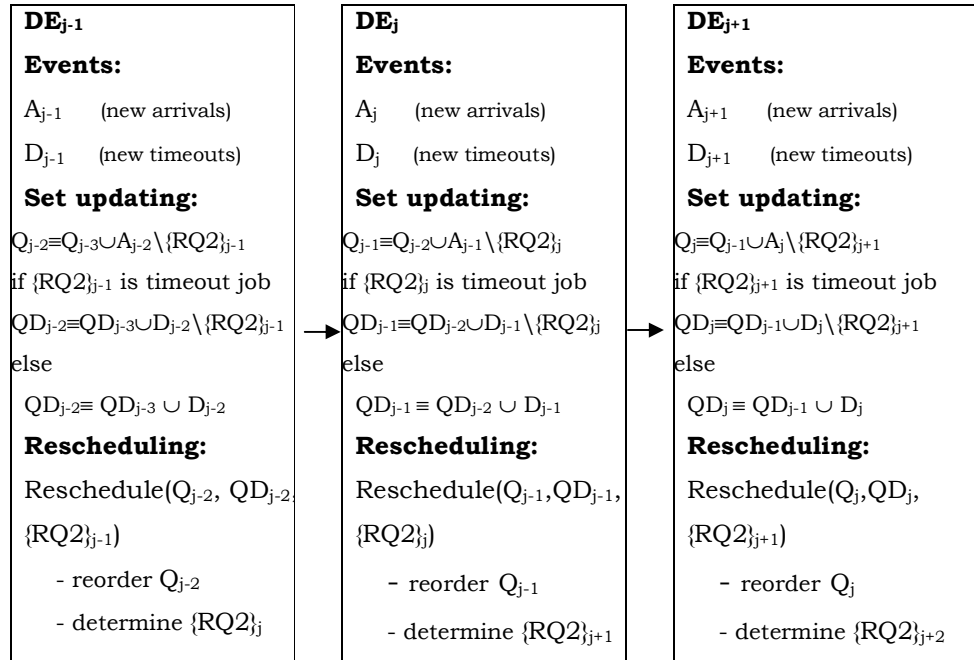 DEj-1
Events:
Aj-1 (new arrivals)
Dj-1 (new timeouts)
Set updating:
Qj-2≡Qj-3∪Aj-2\{RQ2}j-1
if {RQ2}j-1 is timeout job
QDj-2≡QDj-3∪Dj-2\{RQ2}j-1
else
QDj-2≡ QDj-3 ∪ Dj-2
Rescheduling:
Reschedule(Qj-2, QDj-2,
{RQ2}j-1)
- reorder Qj-2
- determine {RQ2}j
DEj
Events:
Aj (new arrivals)
Dj (new timeouts)
Set updating:
Qj-1≡Qj-2∪Aj-1\{RQ2}j
if {RQ2}j is timeout job
QDj-1≡QDj-2∪Dj-1\{RQ2}j
else
QDj-1 ≡ QDj-2 ∪ Dj-1
Rescheduling:
Reschedule(Qj-1,QDj-1,
{RQ2}j)
- reorder Qj-1
- determine {RQ2}j+1
DEj+1
Events:
Aj+1 (new arrivals)
Dj+1 (new timeouts)
Set updating:
Qj≡Qj-1∪Aj\{RQ2}j+1
if {RQ2}j+1 is timeout job
QDj≡QDj-1∪Dj\{RQ2}j+1
else
QDj ≡ QDj-1 ∪ Dj
Rescheduling:
Reschedule(Qj,QDj,
{RQ2}j+1)
- reorder Qj
- determine {RQ2}j+2